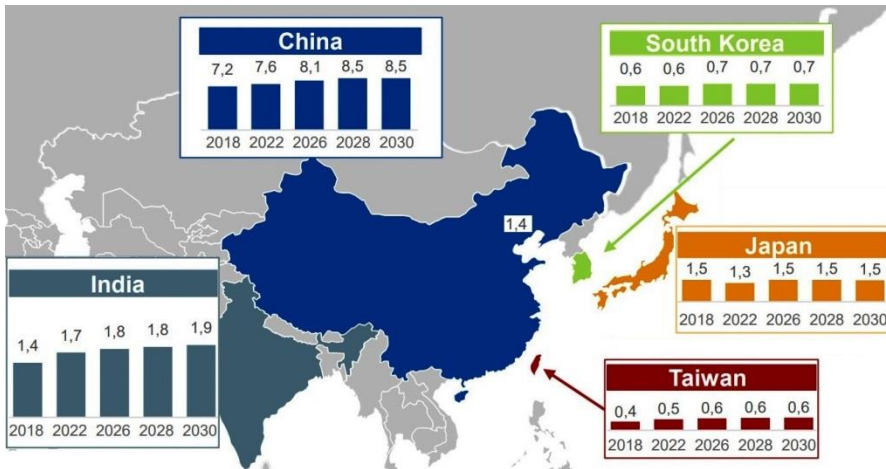 China
7,2 7,6 8,1 8,5 8,5
2018 2022 2026 2028 2030
South Korea
0,6 0,6 0,7 0,7 0,7
2018 2022 2026 2028 2030
1,4
Japan
1,5 1,3 1,5 1,5 1,5
2018 2022 2026 2028 2030
India
1,4 1,7 1,8 1,8 1,9
2018 2022 2026 2028 2030
Taiwan
0,4 0,5 0,6 0,6 0,6
2018 2022 2026 2028 2030